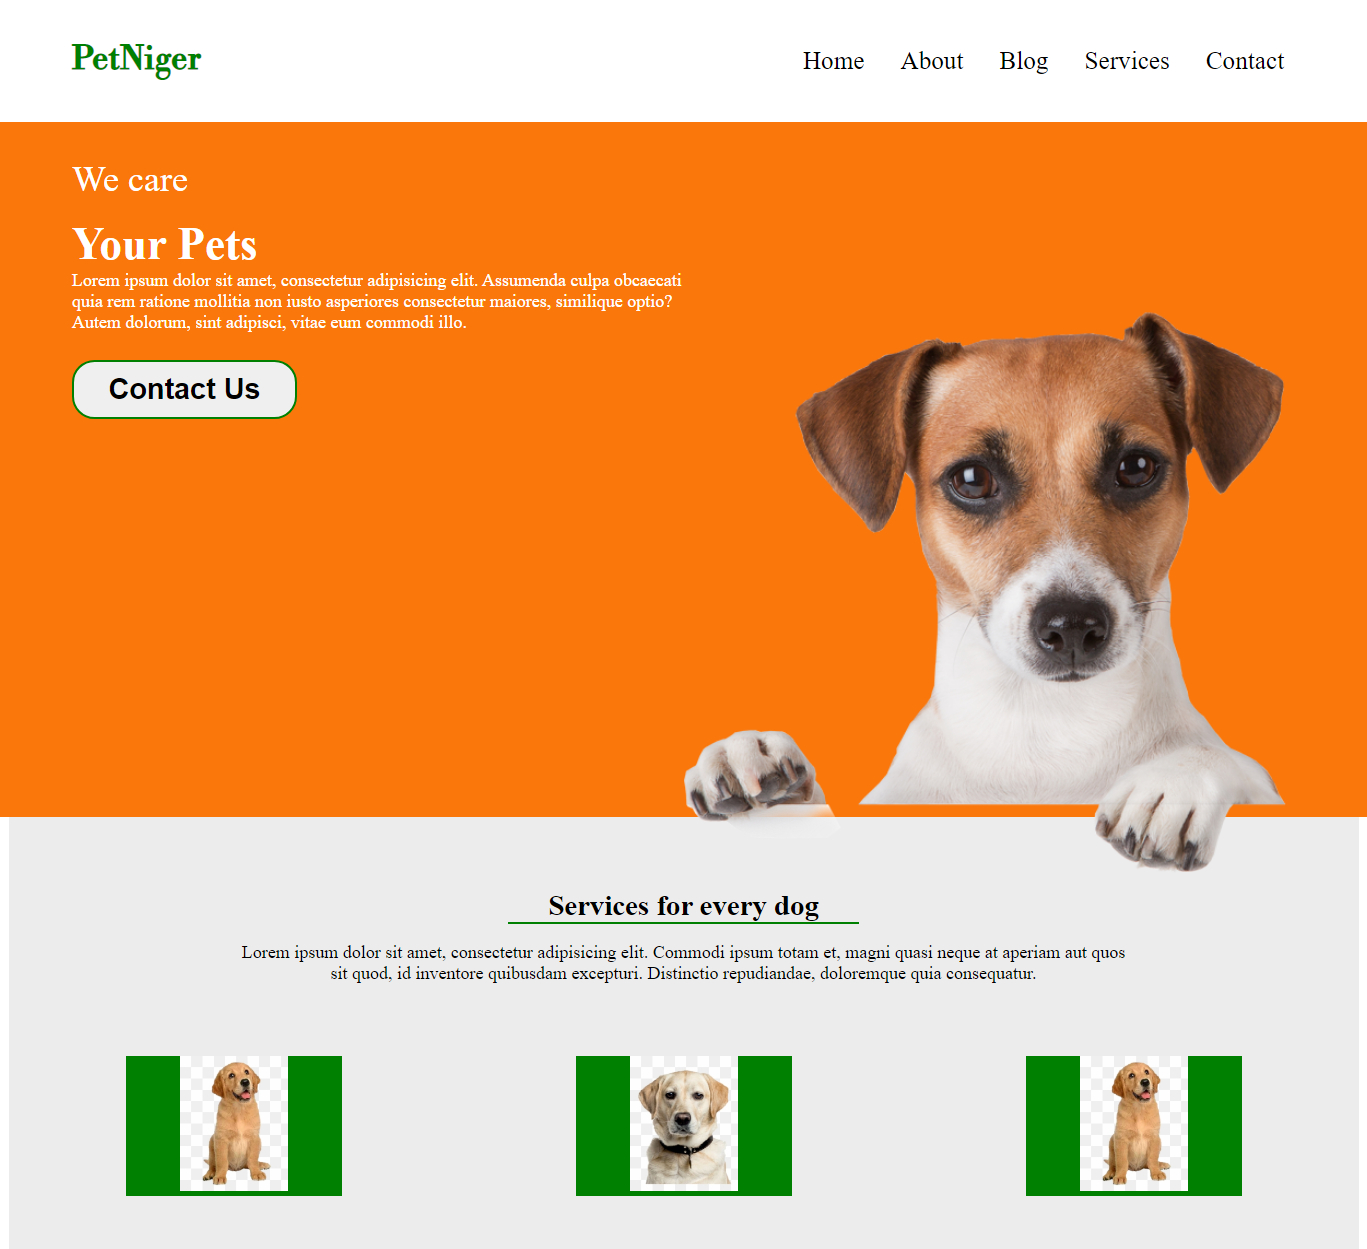 PetNiger
Home About Blog Services Contact
We care
Your Pets
Lorem ipsum dolor sit amet, consectetur adipisicing elit. Assumenda culpa obcaecati
quia rem ratione mollitia non iusto asperiores consectetur maiores, similique optio?
Autem dolorum, sint adipisci, vitae eum commodi illo.
Contact Us
Services for every dog
Lorem ipsum dolor sit amet, consectetur adipisicing elit. Commodi ipsum totam et, magni quasi neque at aperiam aut quos
sit quod, id inventore quibusdam excepturi. Distinctio repudiandae, doloremque quia consequatur.